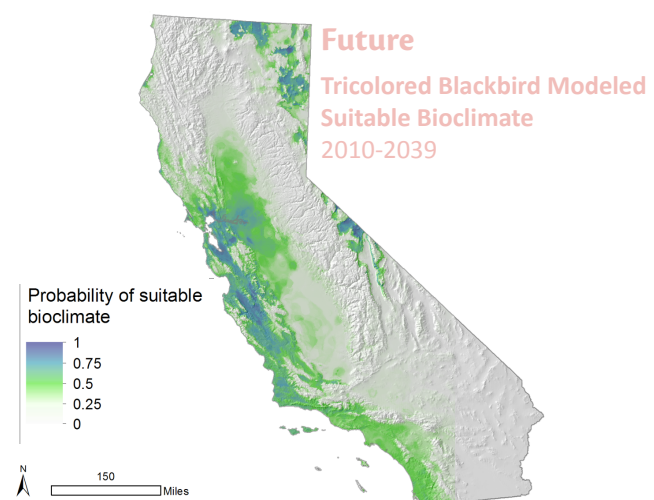 Future
Tricolored Blackbird Modeled
Suitable Bioclimate
2010-2039
Probability of suitable
bioclimate
1
0.75
0.5
0.25
0
N
150
Miles